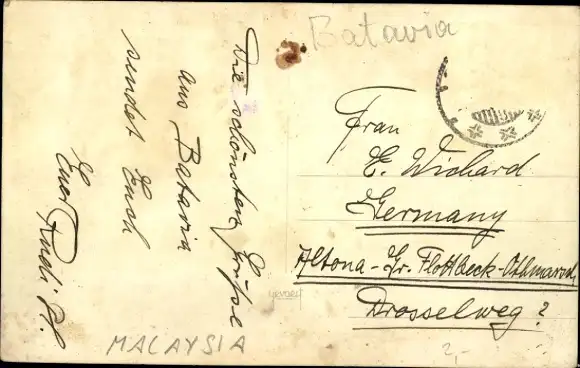 Batavia
Die schönsten Grüße
aus Batavia
sendet Euch
Euer Rudi
Frau
E. Wichard
Germany
Altona-Gr. Flottbek-Othmarsch
Drosselweg ?
MALAYSIA
2,-